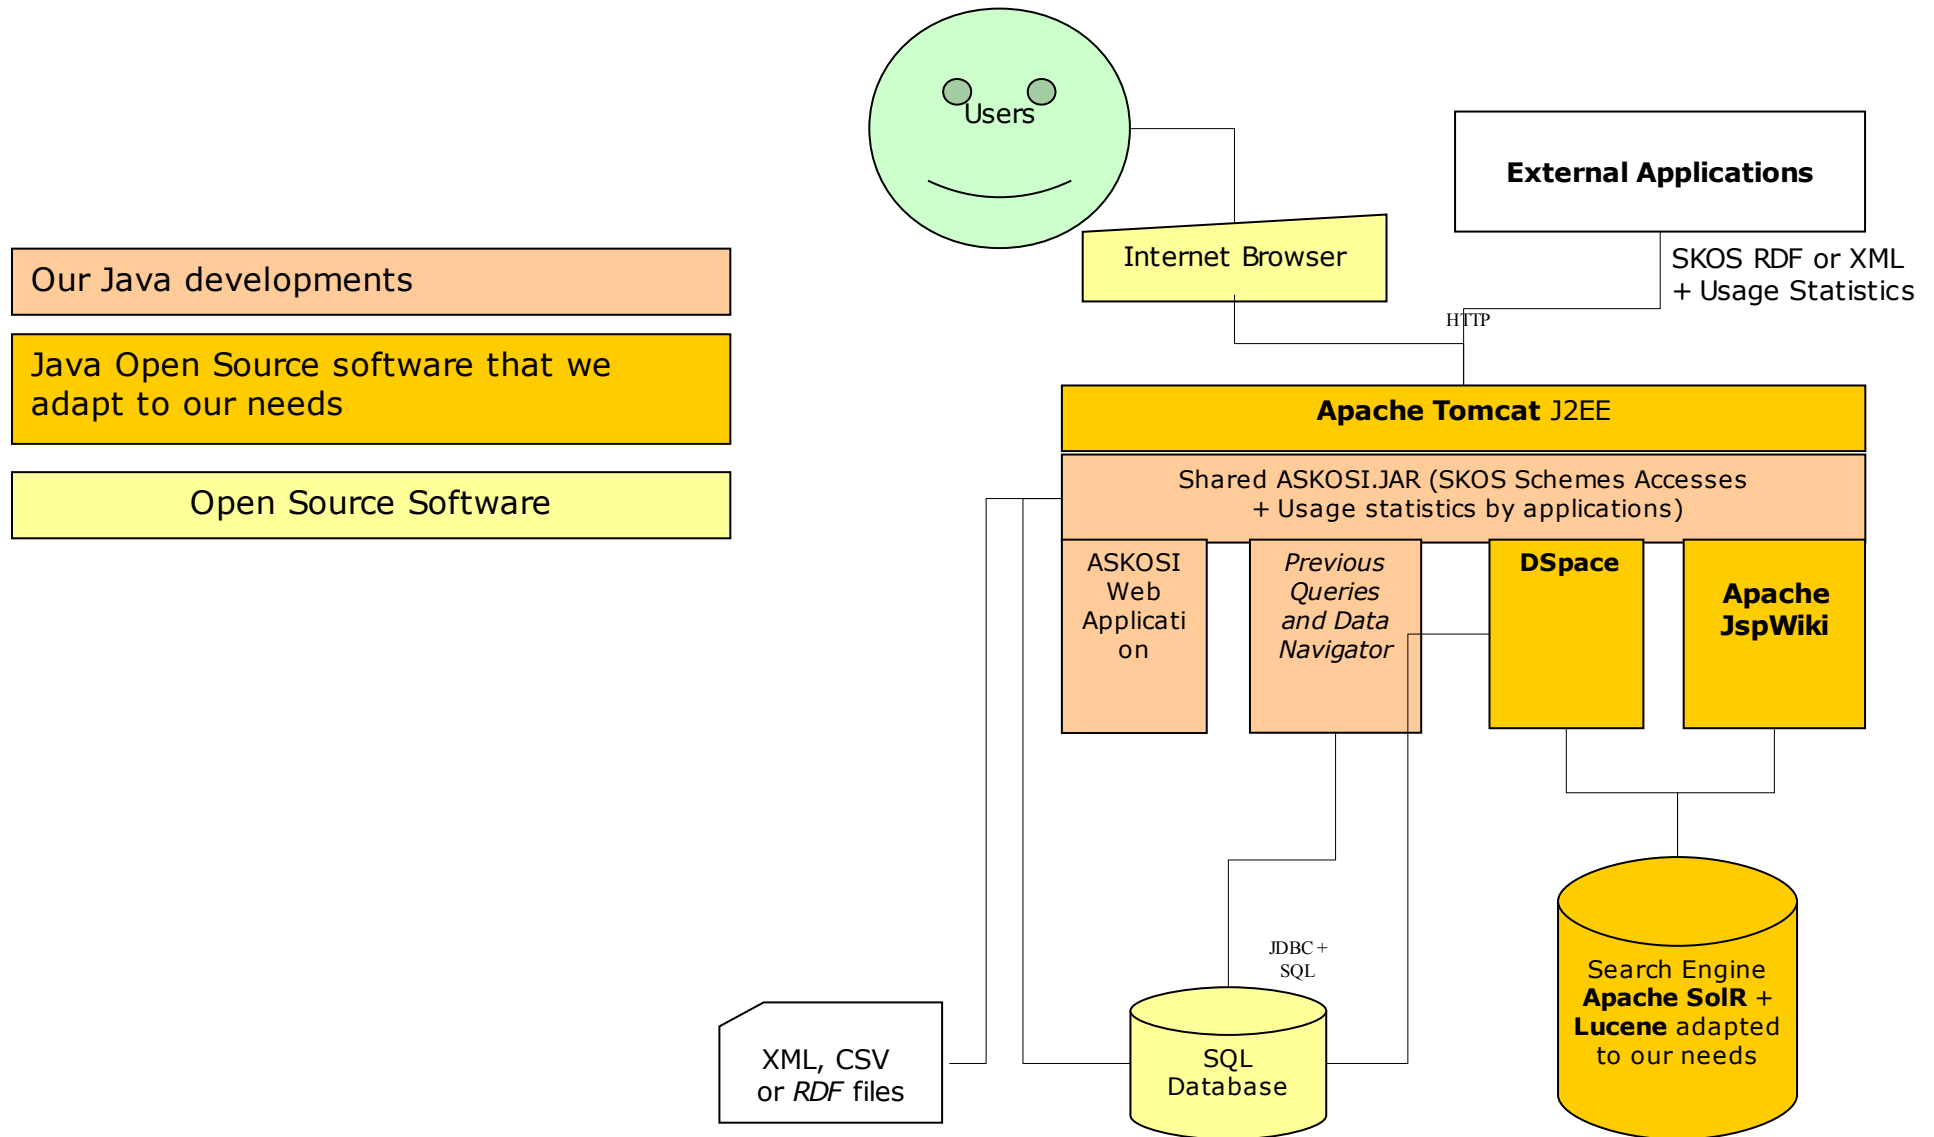 Users
External Applications
Internet Browser
SKOS RDF or XML
+ Usage Statistics
HTTP
Our Java developments
Java Open Source software that we
adapt to our needs
Open Source Software
Apache Tomcat J2EE
Shared ASKOSI.JAR (SKOS Schemes Accesses
+ Usage statistics by applications)
ASKOSI
Web
Applicati
on
Previous
Queries
and Data
Navigator
DSpace
Apache
JspWiki
JDBC +
SQL
XML, CSV
or RDF files
SQL
Database
Search Engine
Apache SolR +
Lucene adapted
to our needs